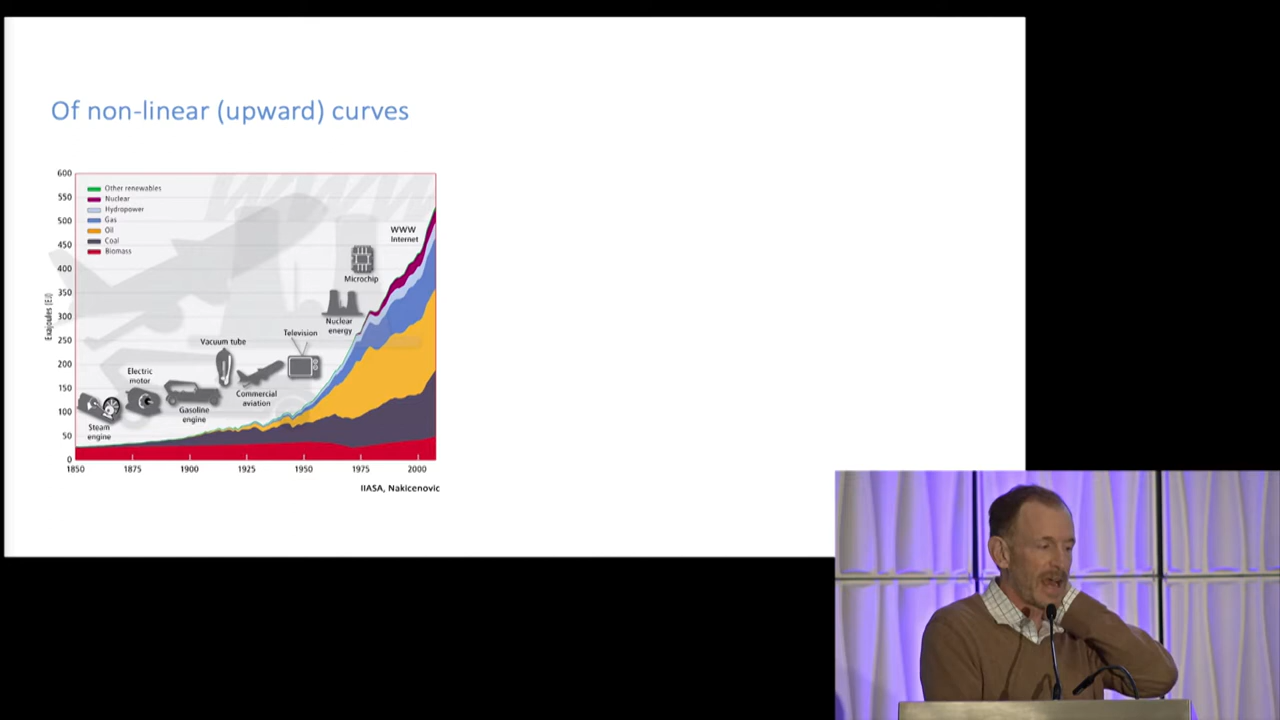 Of non-linear (upward) curves
600
550
500
450
400
350
300
250
200
150
100
50
0
Exajoules (EJ)
Other renewables
Nuclear
Hydropower
Gas
Oil
Coal
Biomass
WWW
Internet
Microchip
Nuclear
energy
Television
Vacuum tube
Commercial
aviation
Electric
motor
Gasoline
engine
Steam
engine
1850
1875
1900
1925
1950
1975
2000
IIASA, Nakicenovic